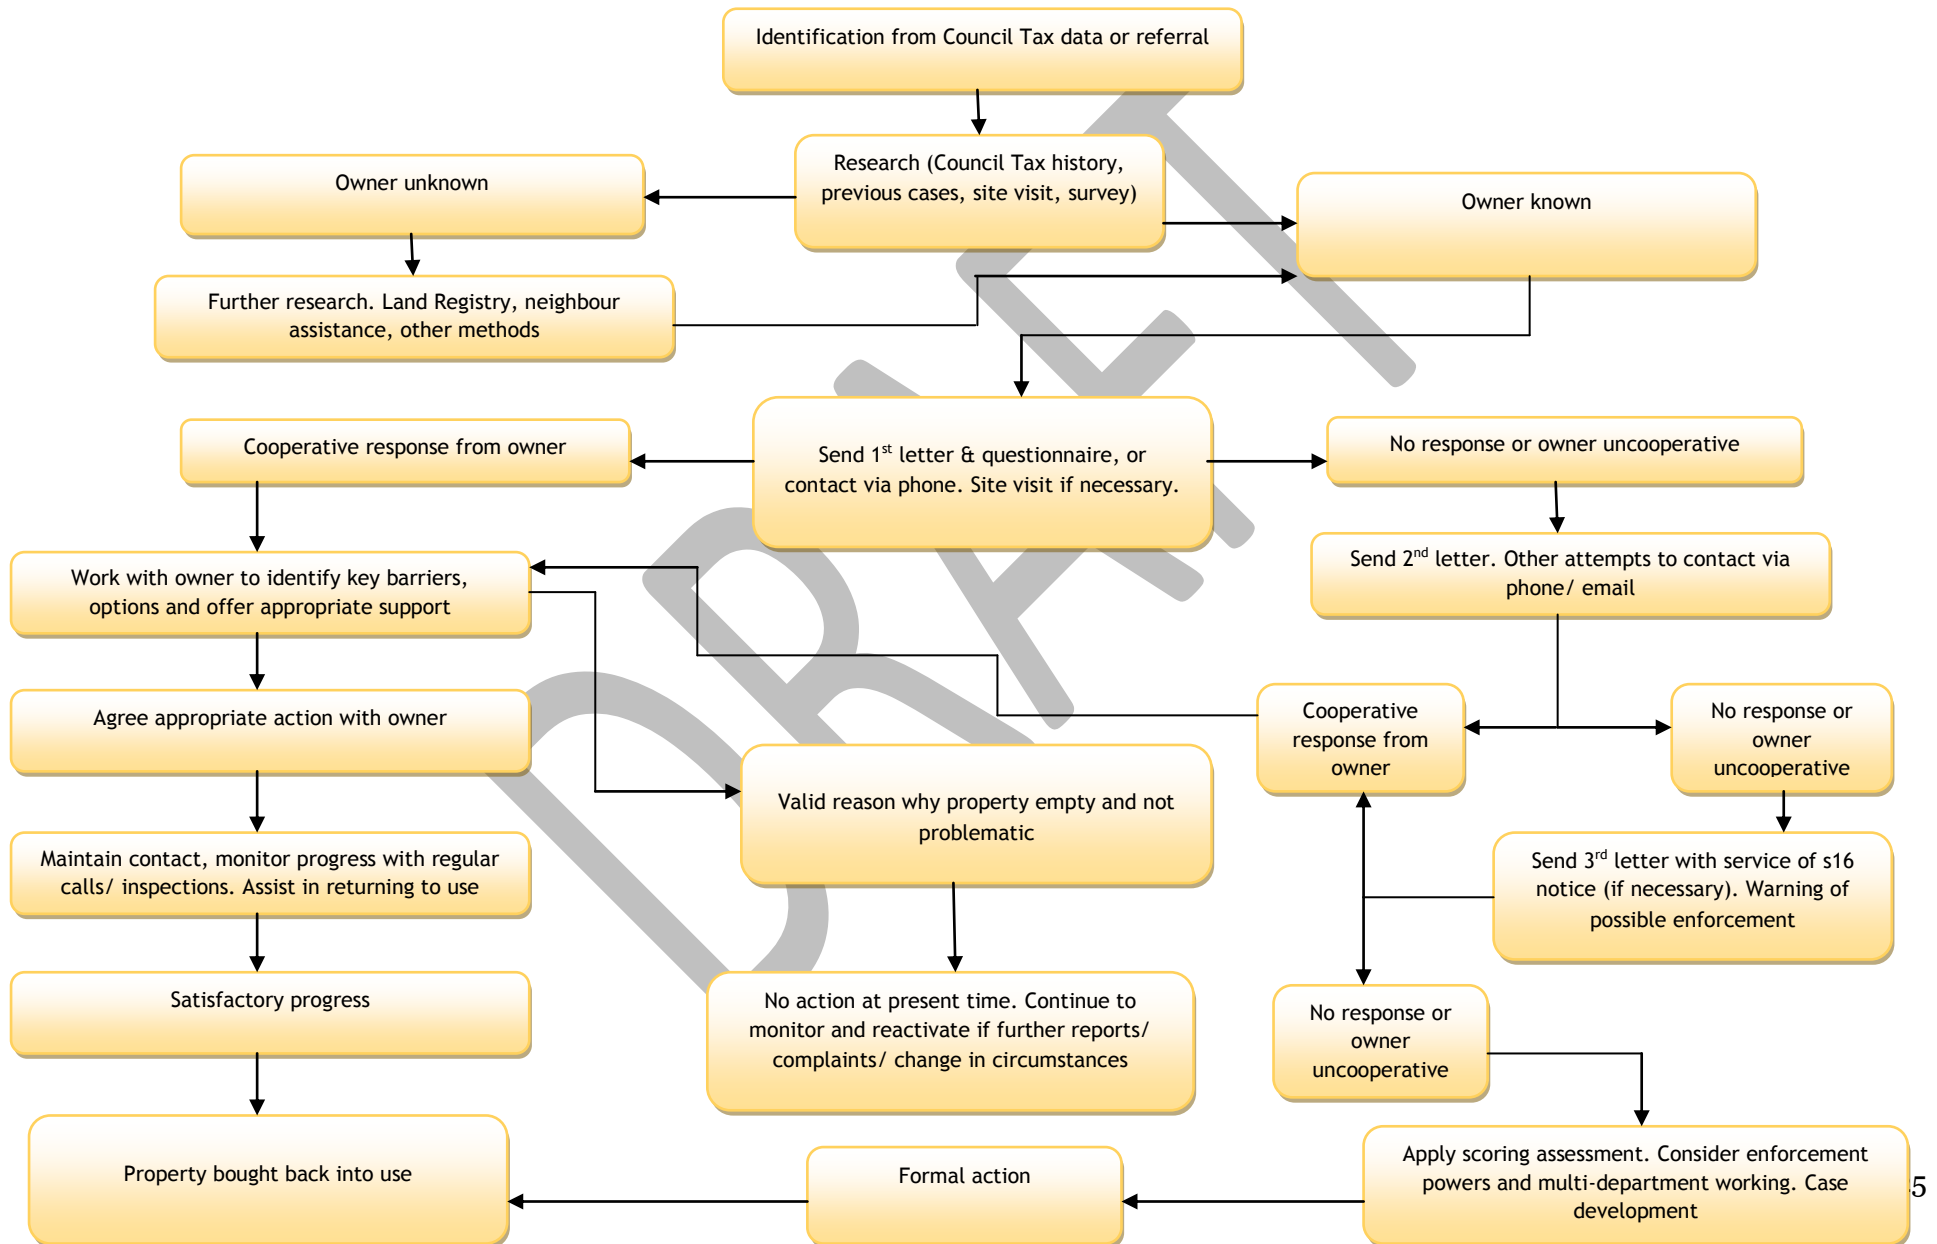 Identification from Council Tax data or referral
Research (Council Tax history,
previous cases, site visit, survey)
Owner unknown
Owner known
Further research. Land Registry, neighbour
assistance, other methods
Cooperative response from owner
Send 1st letter & questionnaire, or
contact via phone. Site visit if necessary.
No response or owner uncooperative
Work with owner to identify key barriers,
options and offer appropriate support
Send 2nd letter. Other attempts to contact via
phone/ email
Agree appropriate action with owner
Cooperative
response from
owner
No response or
owner
uncooperative
Valid reason why property empty and not
problematic
Maintain contact, monitor progress with regular
calls/ inspections. Assist in returning to use
Send 3rd letter with service of s16
notice (if necessary). Warning of
possible enforcement
Satisfactory progress
No action at present time. Continue to
monitor and reactivate if further reports/
complaints/ change in circumstances
No response or
owner
uncooperative
Property bought back into use
Formal action
Apply scoring assessment. Consider enforcement
powers and multi-department working. Case
development
5
DRAFT